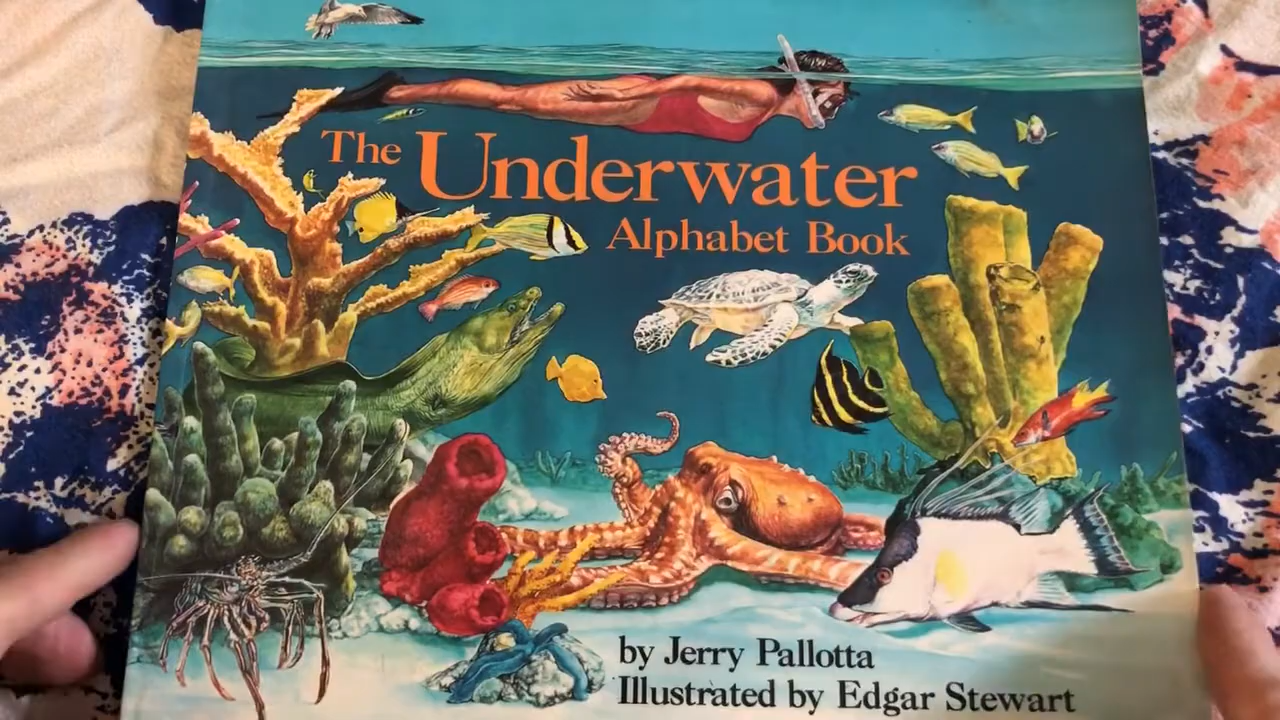 The Underwater
Alphabet Book
by Jerry Pallotta
Illustrated by Edgar Stewart